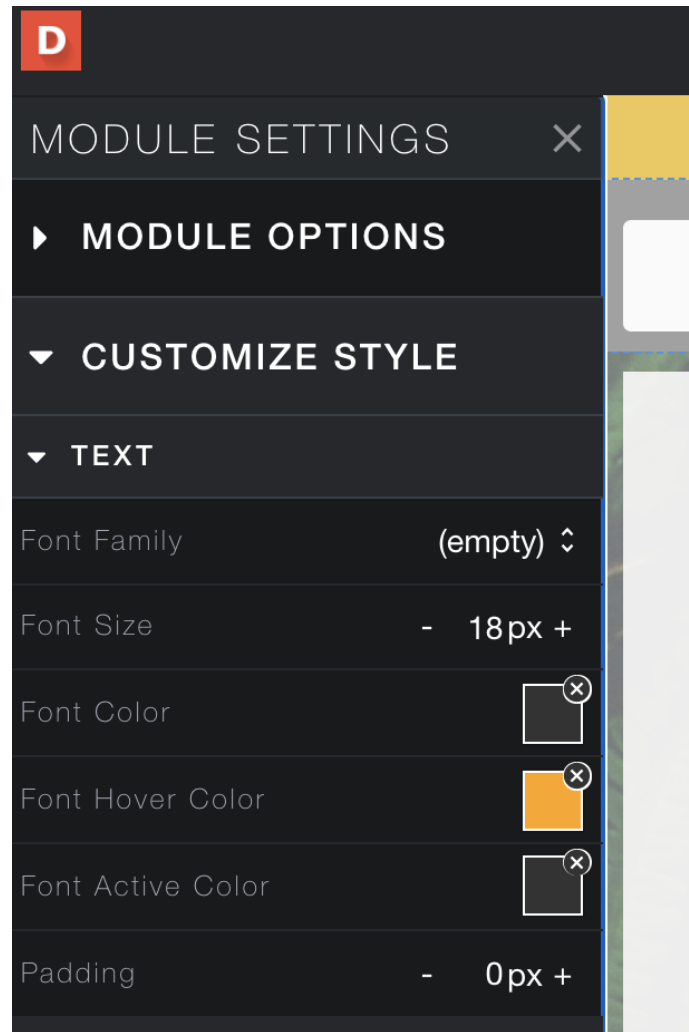 D
MODULE SETTINGS
MODULE OPTIONS
CUSTOMIZE STYLE
TEXT
Font Family (empty)
Font Size - 18px +
Font Color
Font Hover Color
Font Active Color
Padding - 0px +